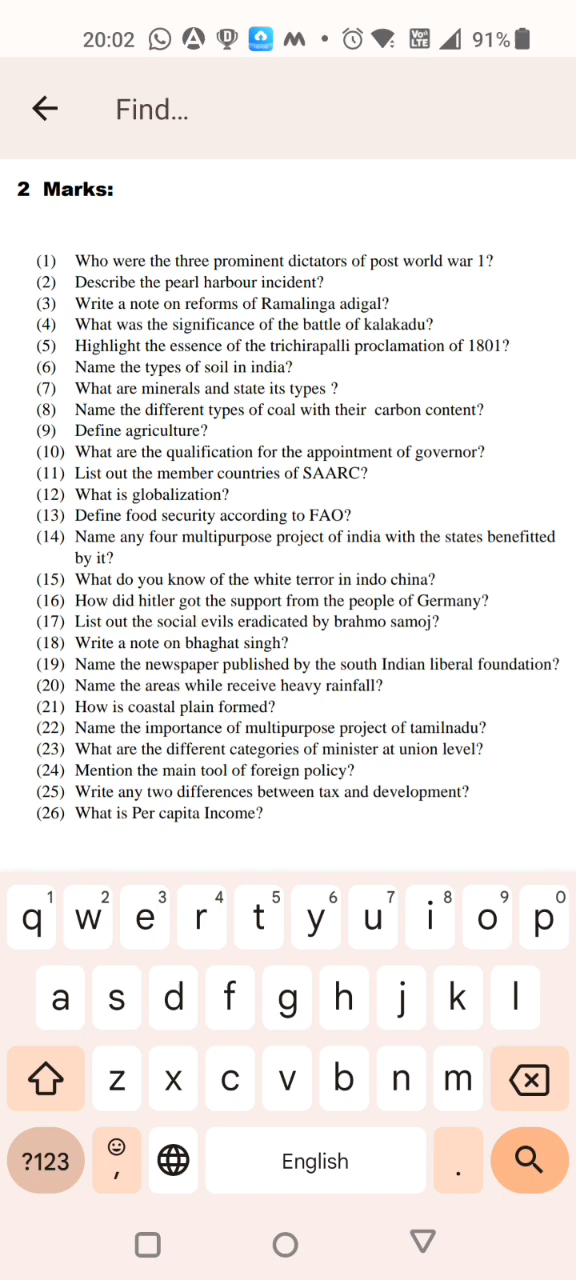 20:02 91%
Find...
2 Marks:
(1) Who were the three prominent dictators of post world war 1?
(2) Describe the pearl harbour incident?
(3) Write a note on reforms of Ramalinga adigal?
(4) What was the significance of the battle of kalakadu?
(5) Highlight the essence of the trichirapalli proclamation of 1801?
(6) Name the types of soil in india?
(7) What are minerals and state its types ?
(8) Name the different types of coal with their carbon content?
(9) Define agriculture?
(10) What are the qualification for the appointment of governor?
(11) List out the member countries of SAARC?
(12) What is globalization?
(13) Define food security according to FAO?
(14) Name any four multipurpose project of india with the states benefitted
by it?
(15) What do you know of the white terror in indo china?
(16) How did hitler got the support from the people of Germany?
(17) List out the social evils eradicated by brahmo samoj?
(18) Write a note on bhaghat singh?
(19) Name the newspaper published by the south Indian liberal foundation?
(20) Name the areas while receive heavy rainfall?
(21) How is coastal plain formed?
(22) Name the importance of multipurpose project of tamilnadu?
(23) What are the different categories of minister at union level?
(24) Mention the main tool of foreign policy?
(25) Write any two differences between tax and development?
(26) What is Per capita Income?
1 2 3 4 5 6 7 8 9 0
q w e r t y u i o p
a s d f g h j k l
z x c v b n m
?123 , English .